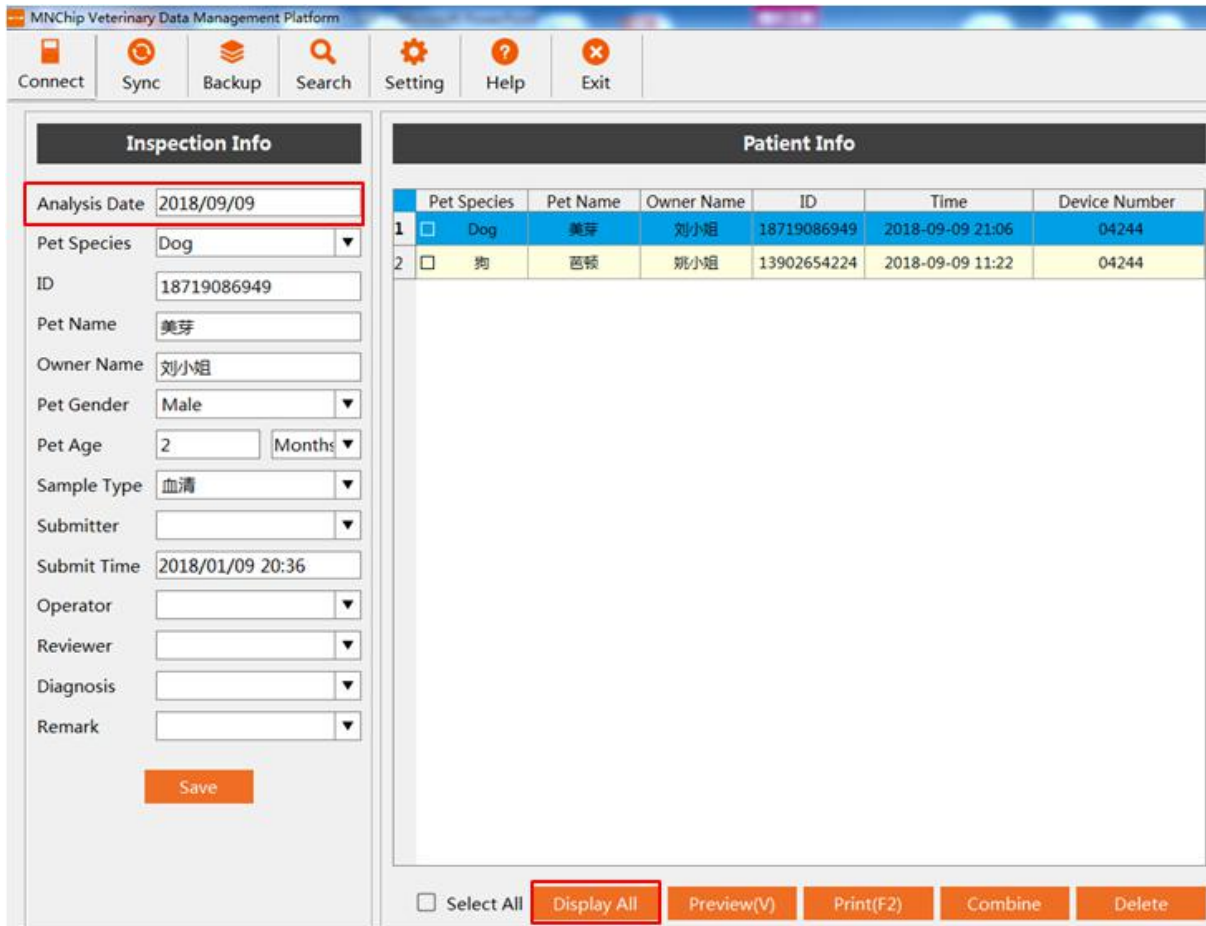 MNChip Veterinary Data Management Platform
Connect Sync Backup Search Setting Help Exit
Inspection Info
Analysis Date 2018/09/09
Pet Species Dog
ID 18719086949
Pet Name 美芽
Owner Name 刘小姐
Pet Gender Male
Pet Age 2 Months
Sample Type 血清
Submitter
Submit Time 2018/01/09 20:36
Operator
Reviewer
Diagnosis
Remark
Save
Patient Info
Pet Species Pet Name Owner Name ID Time Device Number
1 Dog 美芽 刘小姐 18719086949 2018-09-09 21:06 04244
2 狗 芭顿 姚小姐 13902654224 2018-09-09 11:22 04244
Select All Display All Preview(V) Print(F2) Combine Delete